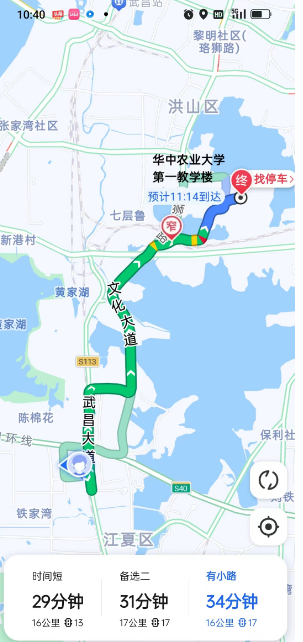 10:40
武昌站
HD
黎明社区(
珞狮路)
洪山区
张家湾社区
华中农业大学
第一教学楼
终
找停车
预计11:14到达
七层鲁
狮
窄
新港村
黄家湖
黄家湖
文化大道
S113
武昌大道
陈棉花
环线
保利社
S40
铁家湾
江夏区
时间短
备选二
有小路
29分钟
31分钟
34分钟
16公里 13
17公里 17
16公里 17